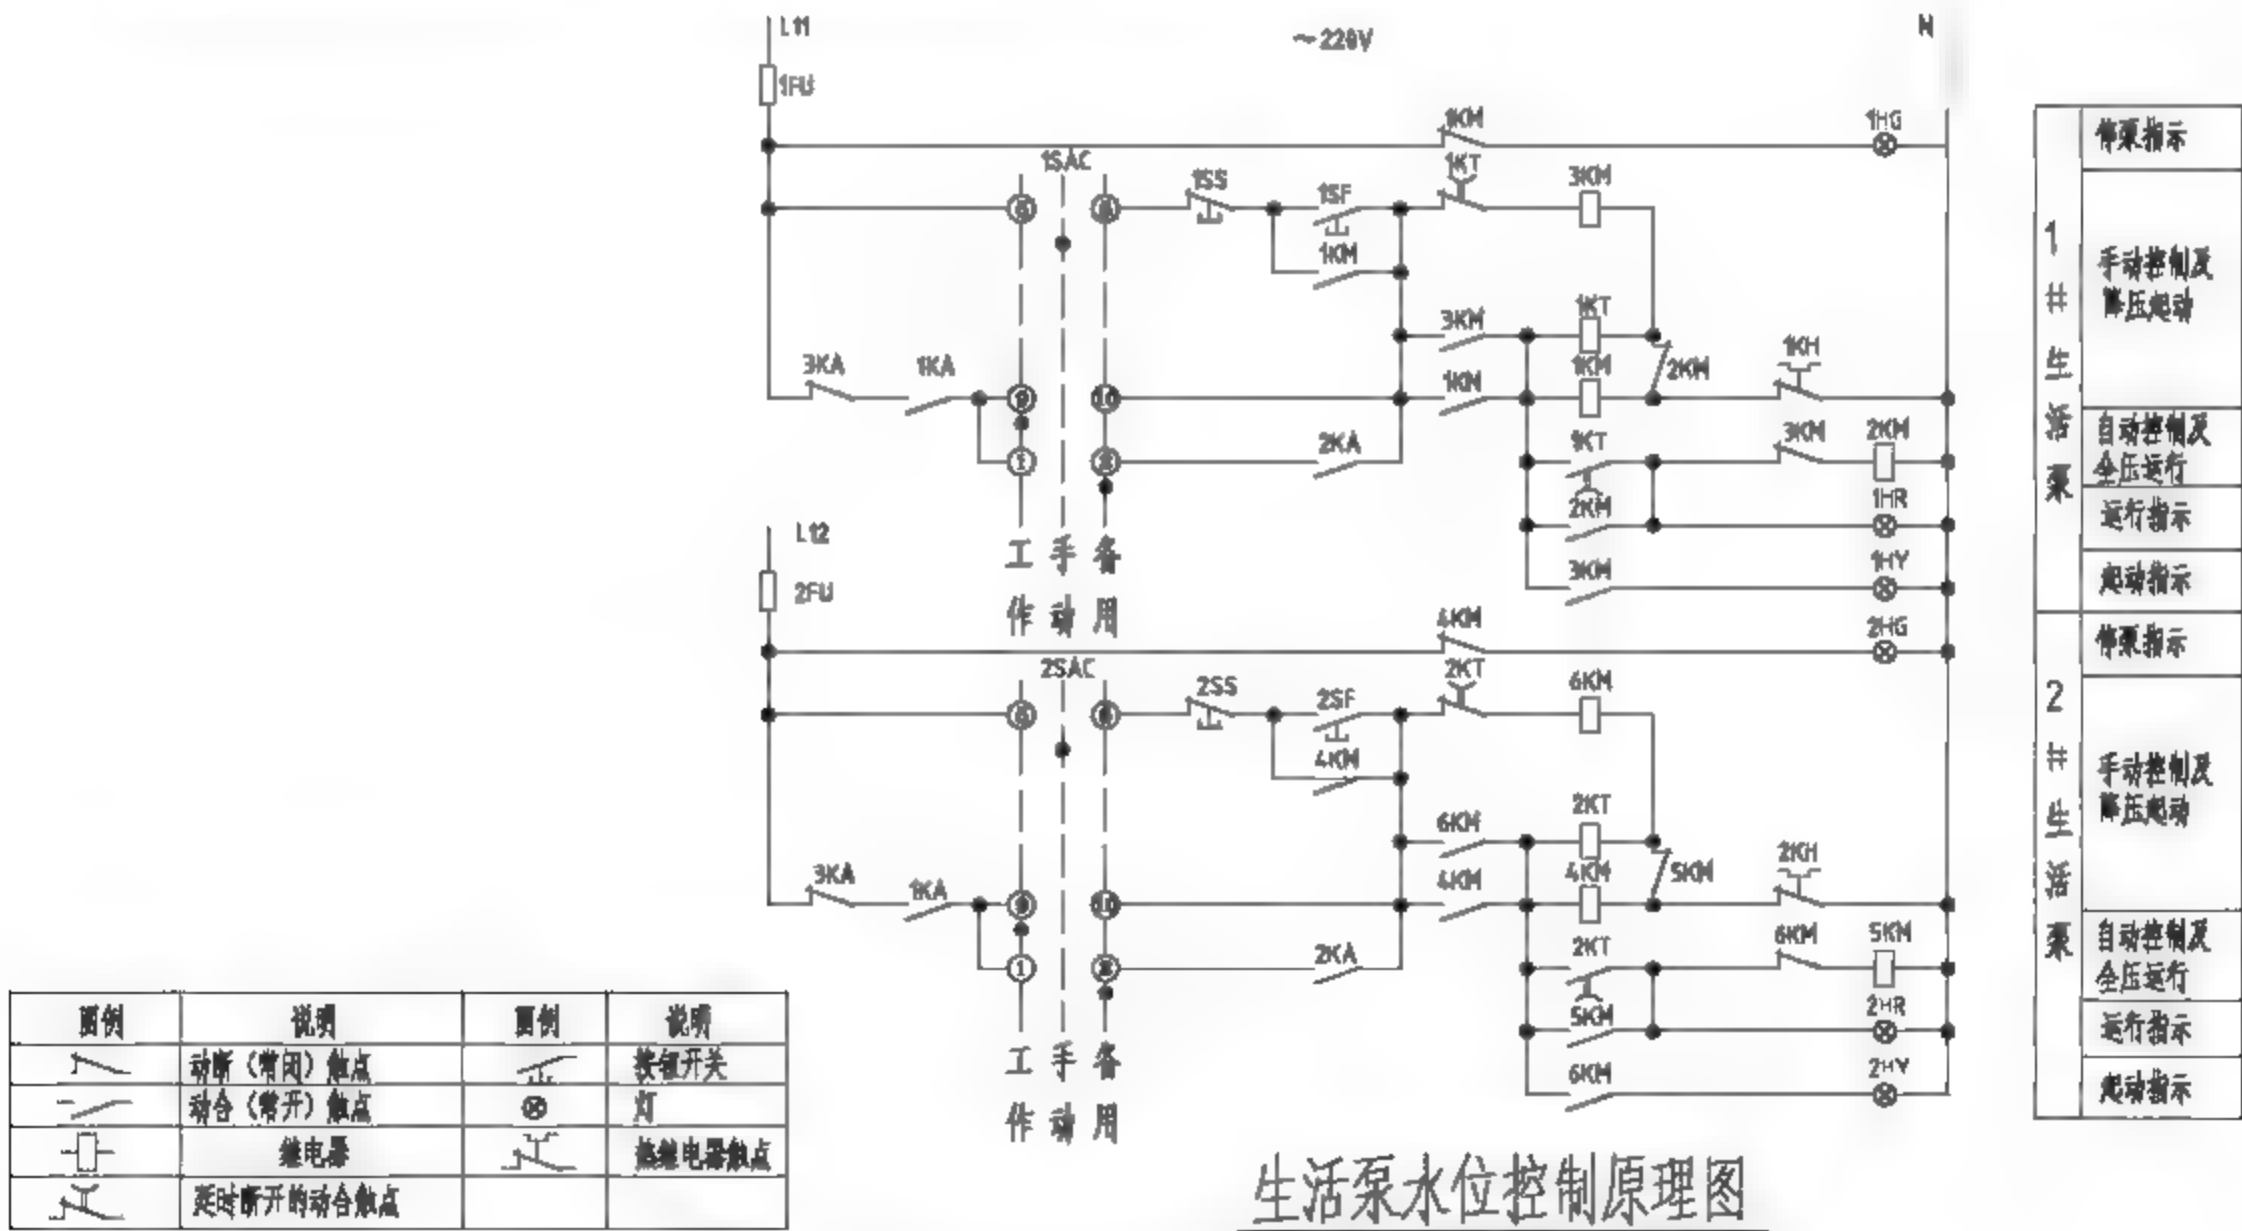 L11
~220V
N
1FU
1KM
1HG
1SAC
1KT
1SS
1SF
3KM
1KM
3KM
1KT
3KA
1KA
1KM
1KM
2KM
1KH
⑨
⑩
①
②
2KA
1KT
3KM
2KM
2KM
1HR
3KM
1HY
工作
手动
备用
L12
2FU
4KM
2HG
2SAC
2KT
2SS
2SF
6KM
4KM
6KM
2KT
3KA
1KA
4KM
4KM
5KM
2KH
⑨
⑩
①
②
2KA
2KT
6KM
5KM
5KM
2HR
6KM
2HY
工作
手动
备用
1#生活泵
停泵指示
手动控制及
降压起动
自动控制及
全压运行
运行指示
起动指示
2#生活泵
停泵指示
手动控制及
降压起动
自动控制及
全压运行
运行指示
起动指示
图例 说明 图例 说明
动断（常闭）触点 按钮开关
动合（常开）触点 灯
继电器 热继电器触点
延时断开的动合触点
生活泵水位控制原理图